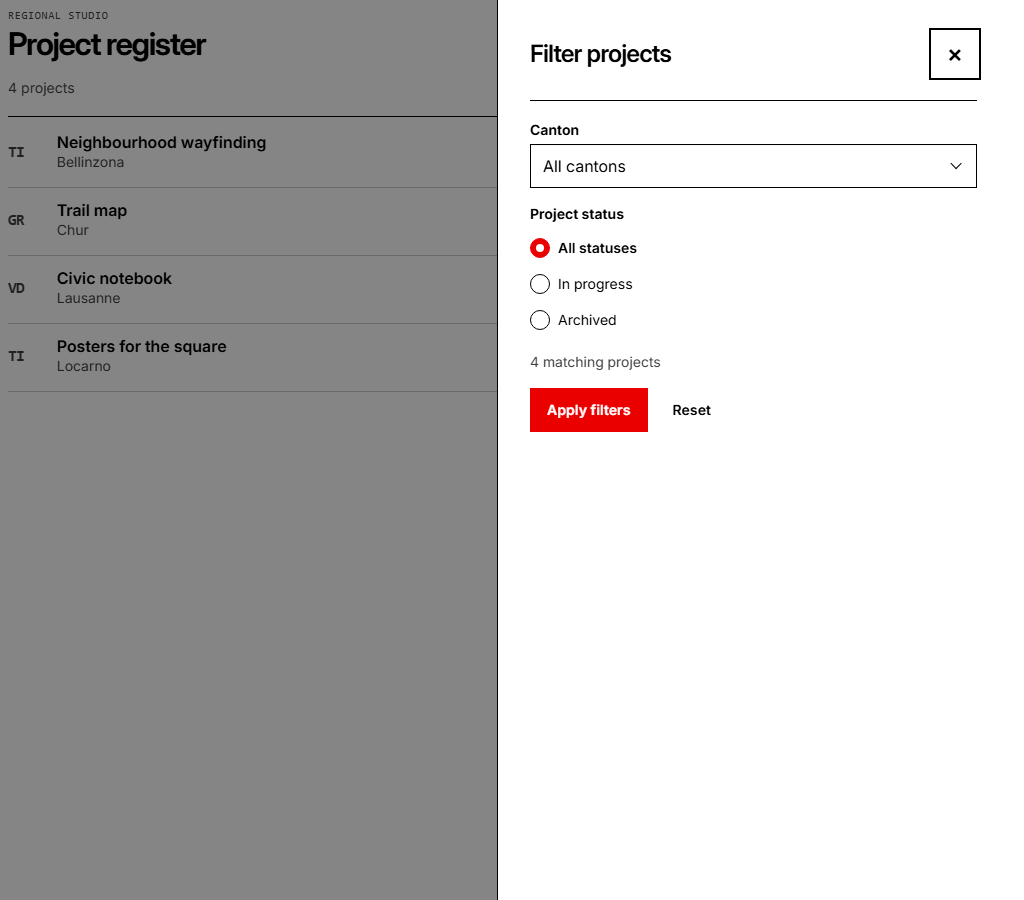 REGIONAL STUDIO
Project register
4 projects
TI
Neighbourhood wayfinding
Bellinzona
GR
Trail map
Chur
VD
Civic notebook
Lausanne
TI
Posters for the square
Locarno
Filter projects
×
Canton
All cantons
Project status
All statuses
In progress
Archived
4 matching projects
Apply filters
Reset